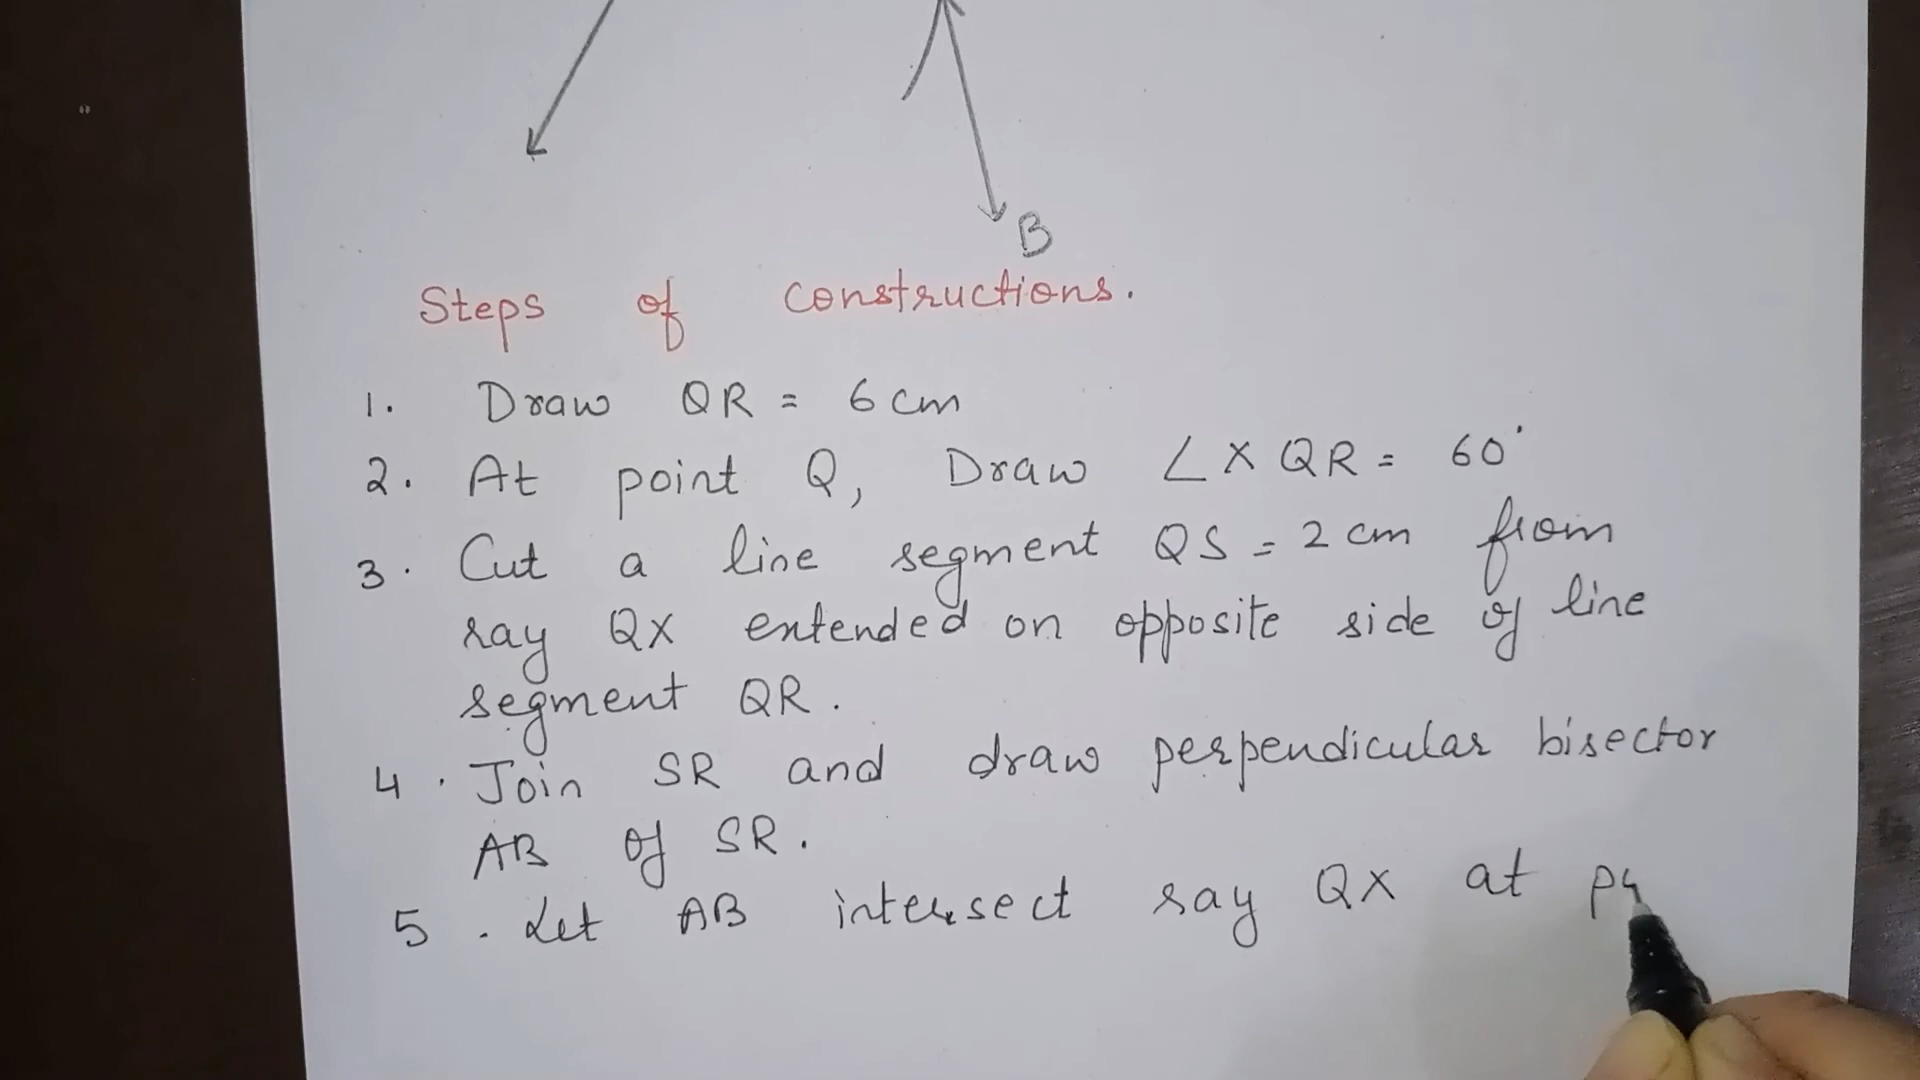 B
Steps of constructions.
1. Draw QR = 6 cm
2. At point Q, Draw ∠XQR = 60°
3. Cut a line segment QS = 2 cm from
ray QX extended on opposite side of line
segment QR.
4. Join SR and draw perpendicular bisector
AB of SR.
5. Let AB intersect ray QX at